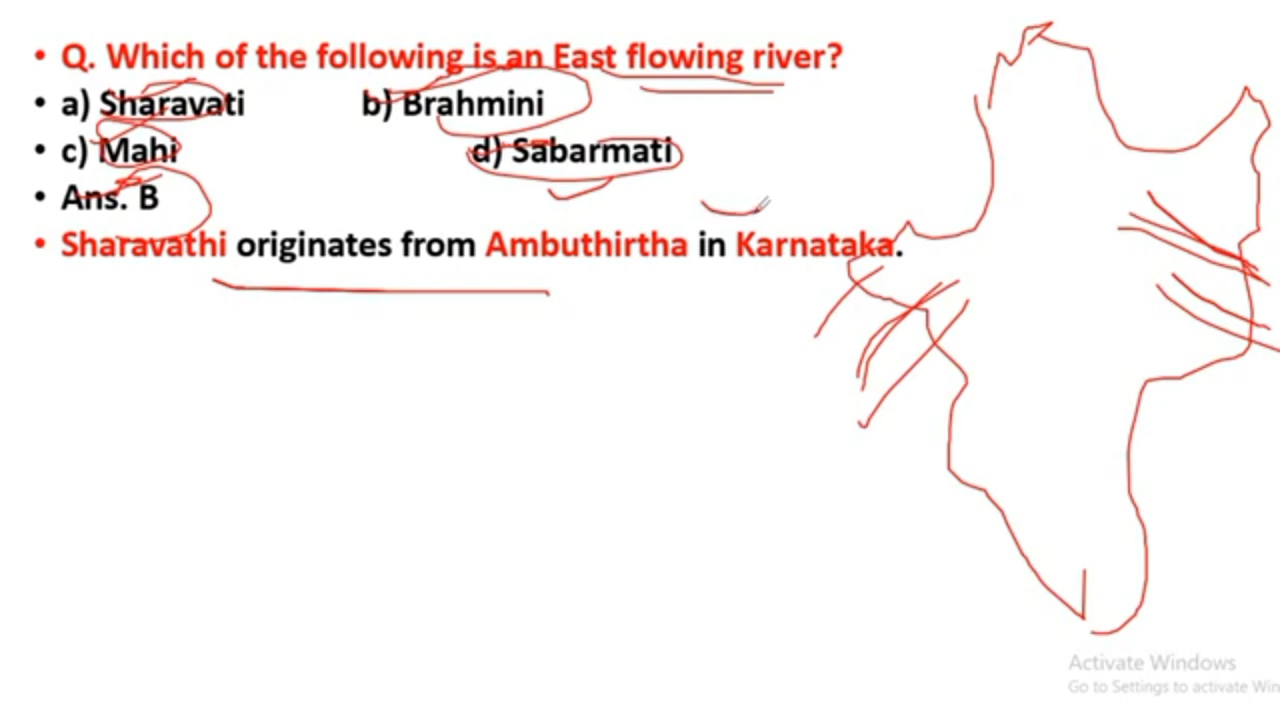 • Q. Which of the following is an East flowing river?
• a) Sharavati b) Brahmini
• c) Mahi d) Sabarmati
• Ans. B
• Sharavathi originates from Ambuthirtha in Karnataka.
Activate Windows
Go to Settings to activate Win